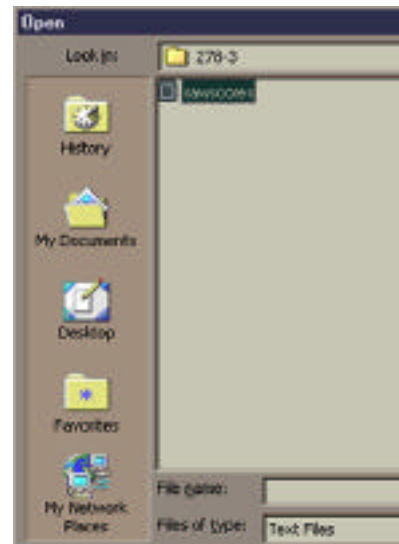 Open
Look in:
278-3
rawscores
History
My Documents
Desktop
Favorites
My Network
Places
File name:
Files of type:
Text Files